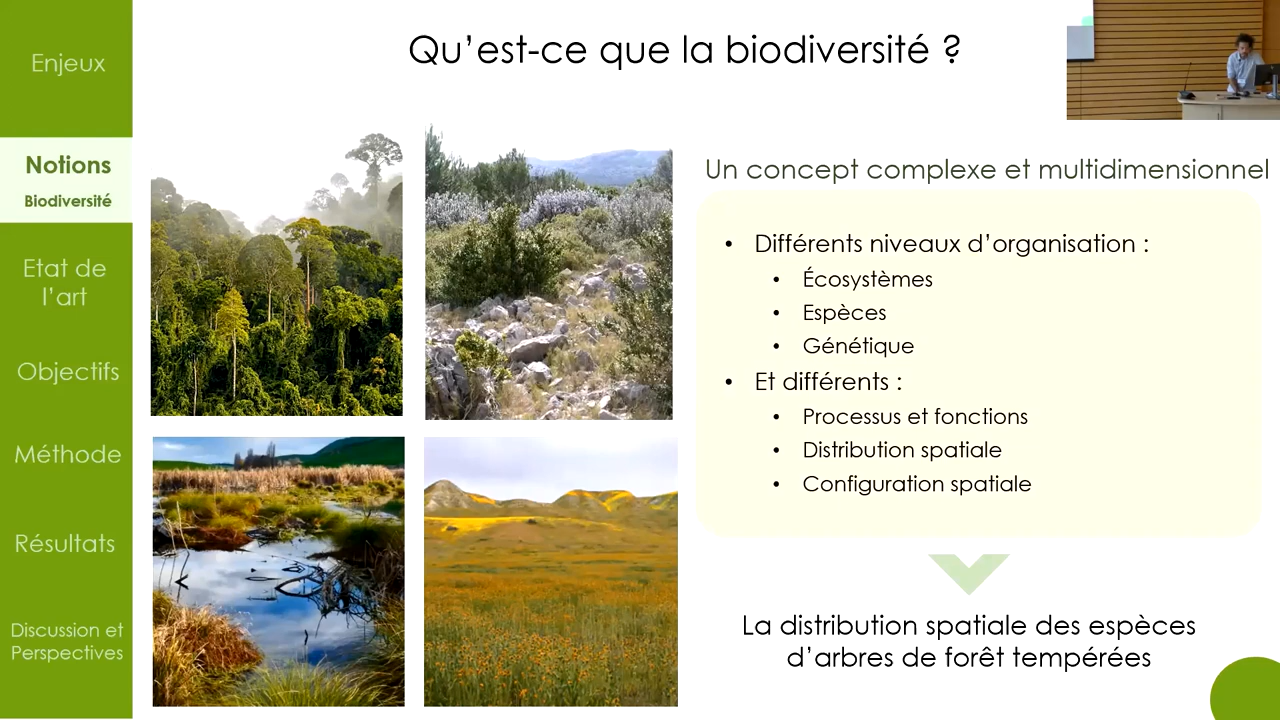 Enjeux
Notions
Biodiversité
Etat de
l'art
Objectifs
Méthode
Résultats
Discussion et
Perspectives
Qu'est-ce que la biodiversité ?
Un concept complexe et multidimensionnel
• Différents niveaux d'organisation :
• Écosystèmes
• Espèces
• Génétique
• Et différents :
• Processus et fonctions
• Distribution spatiale
• Configuration spatiale
La distribution spatiale des espèces
d'arbres de forêt tempérées